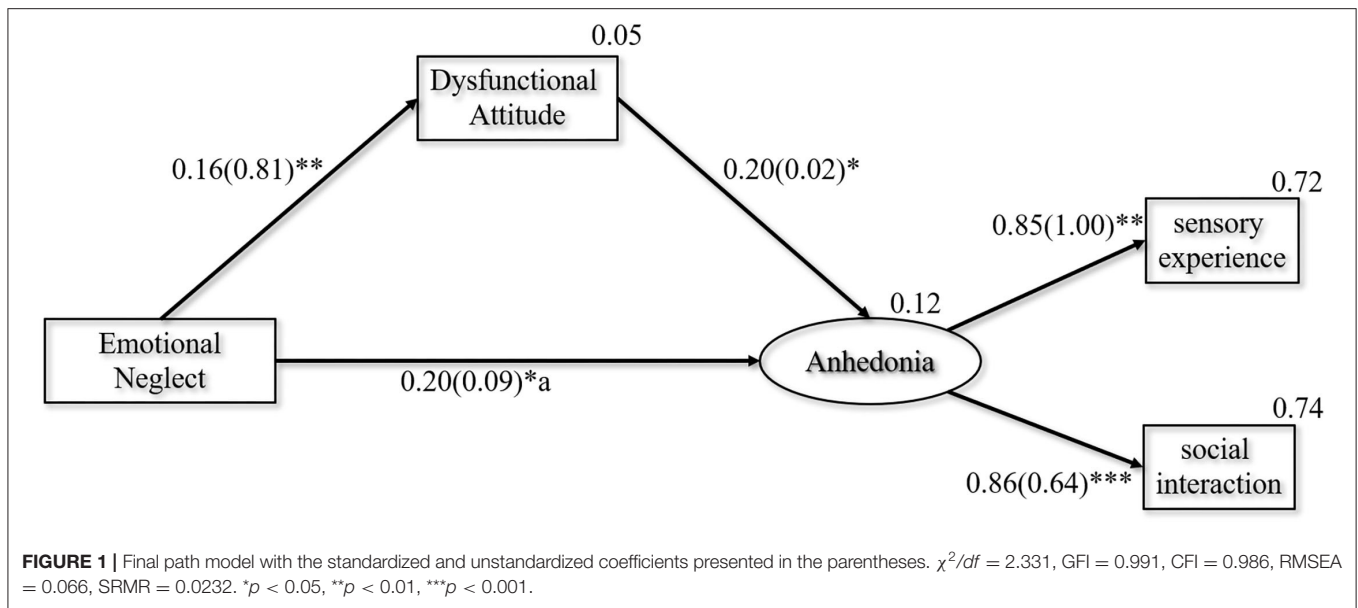 0.05
Dysfunctional
Attitude
0.16(0.81)**
0.20(0.02)*
0.72
0.85(1.00)**
sensory
experience
0.12
Emotional
Neglect
Anhedonia
0.20(0.09)*a
0.74
social
interaction
0.86(0.64)***
FIGURE 1 | Final path model with the standardized and unstandardized coefficients presented in the parentheses. χ²/df = 2.331, GFI = 0.991, CFI = 0.986, RMSEA
= 0.066, SRMR = 0.0232. *p < 0.05, **p < 0.01, ***p < 0.001.